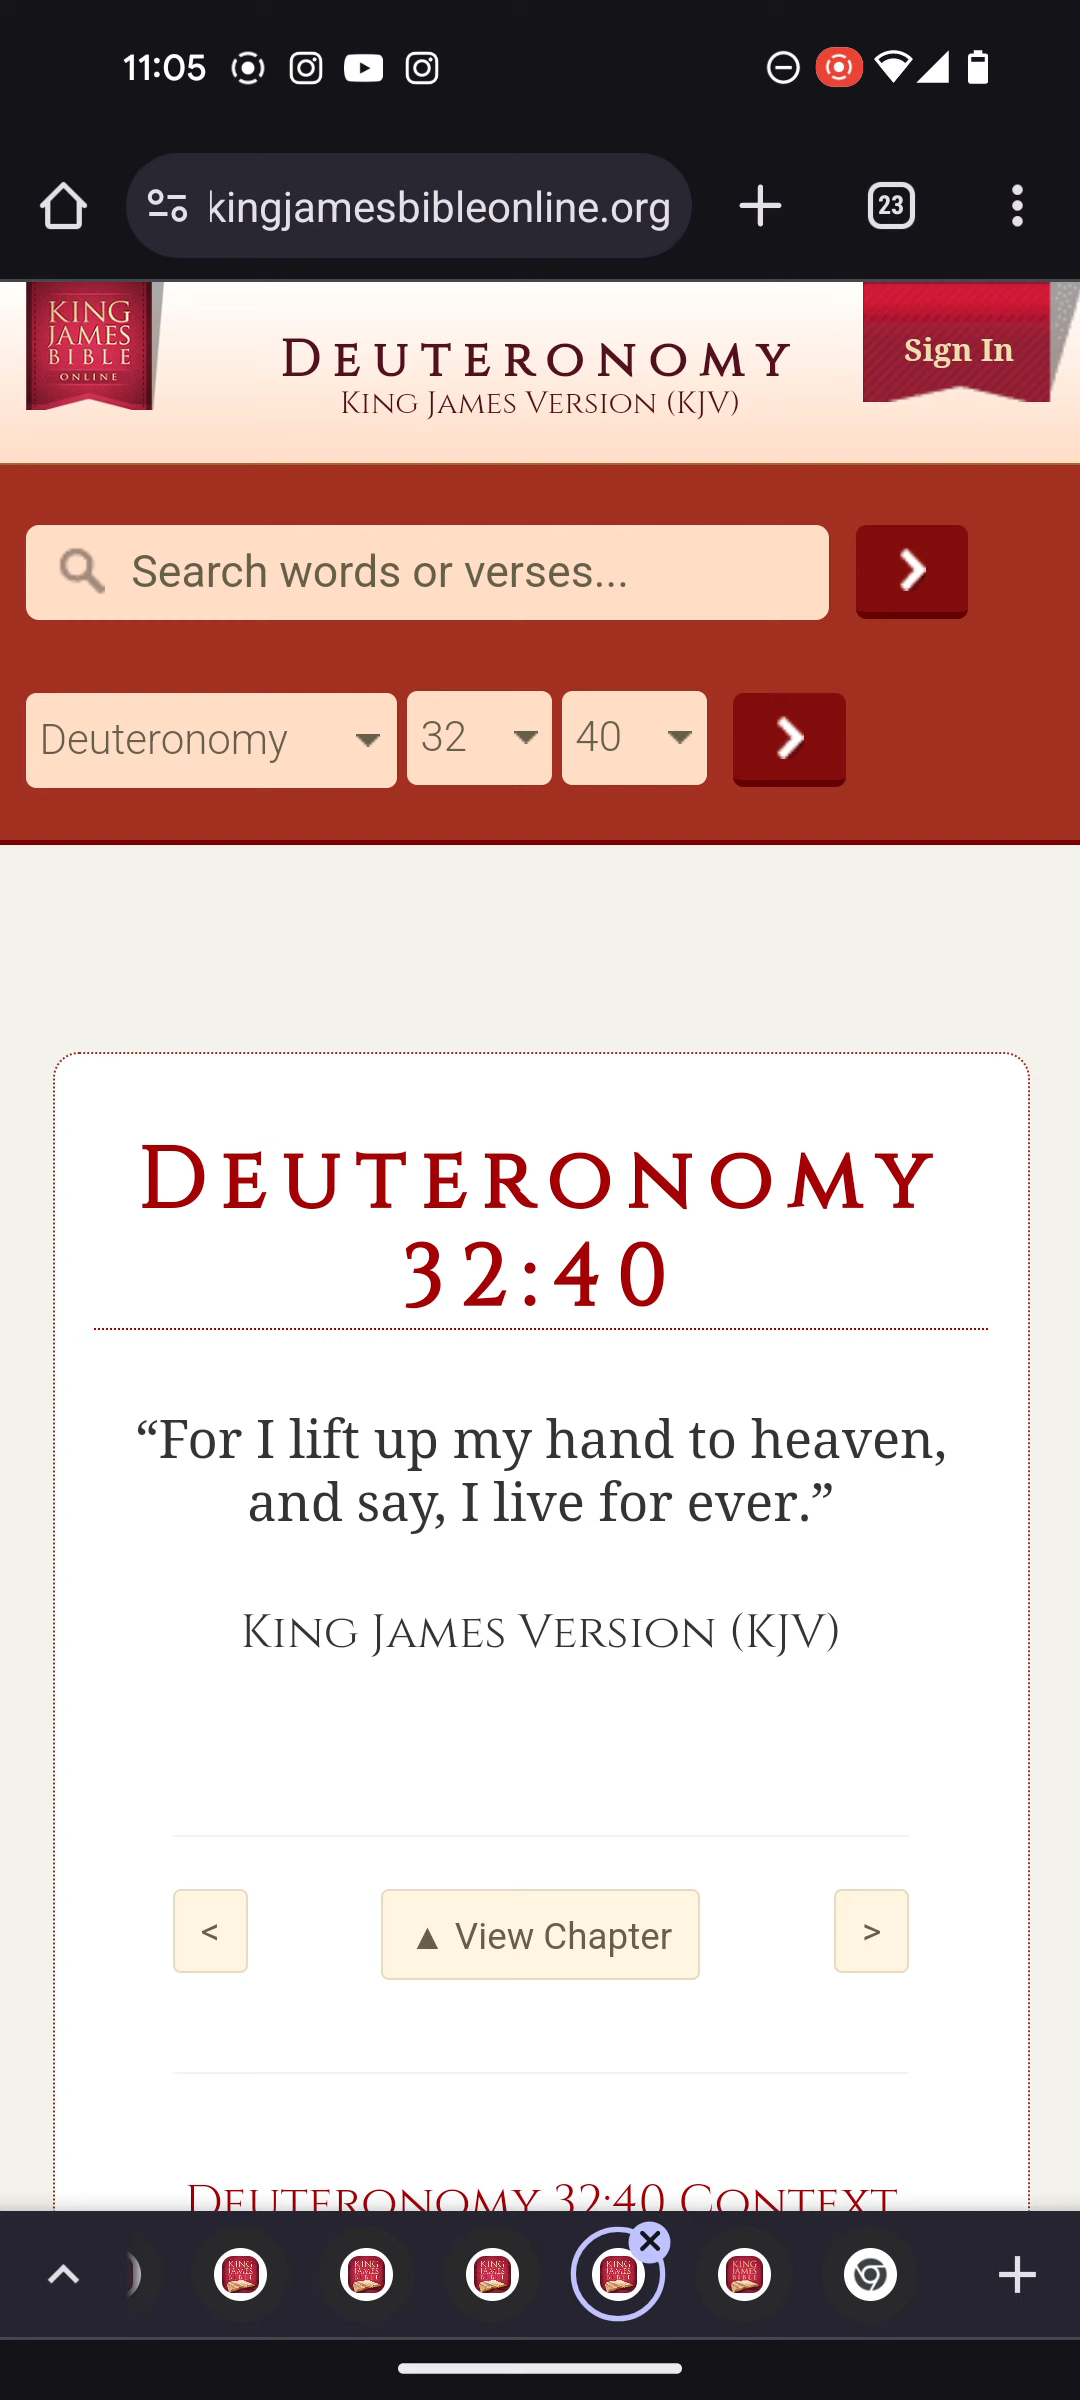 11:05
kingjamesbibleonline.org
23
KING
JAMES
BIBLE
ONLINE
DEUTERONOMY
KING JAMES VERSION (KJV)
Sign In
Search words or verses...
Deuteronomy 32 40
DEUTERONOMY
32:40
“For I lift up my hand to heaven,
and say, I live for ever.”
KING JAMES VERSION (KJV)
< ▲ View Chapter >
DEUTERONOMY 32:40 CONTEXT